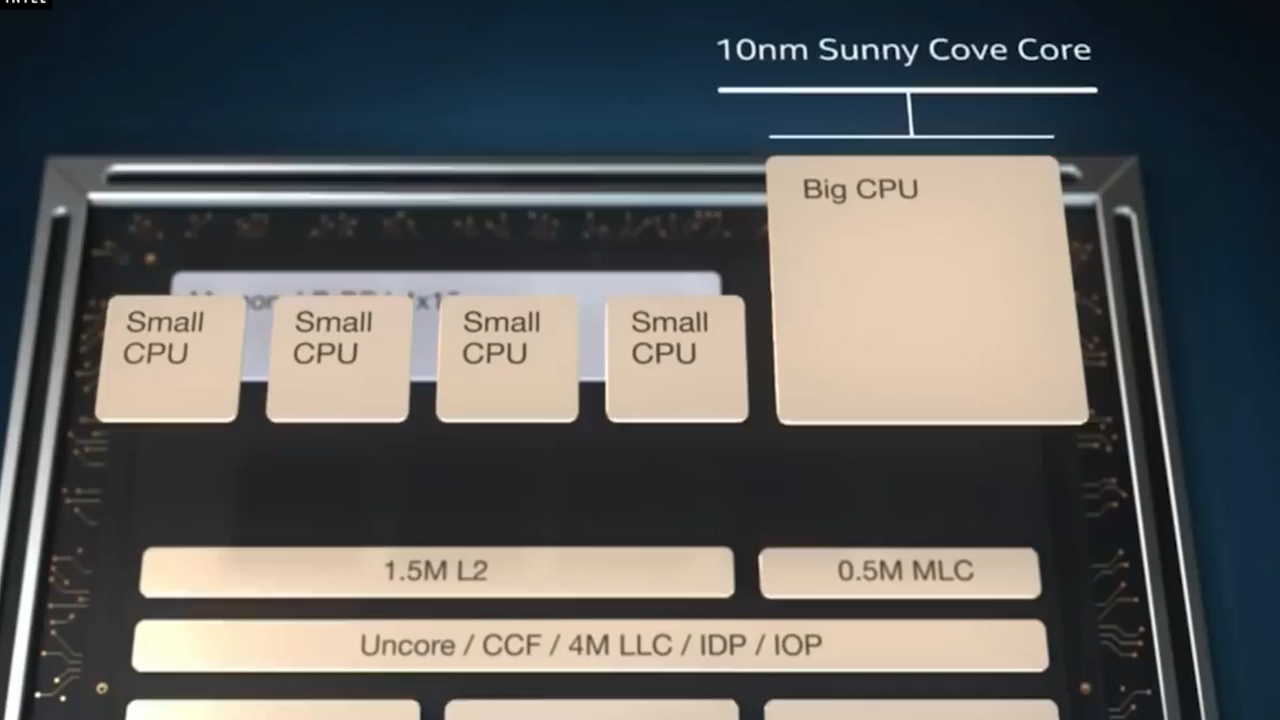 INTEL
10nm Sunny Cove Core
Big CPU
Small
CPU
Small
CPU
Small
CPU
Small
CPU
1.5M L2
0.5M MLC
Uncore / CCF / 4M LLC / IDP / IOP